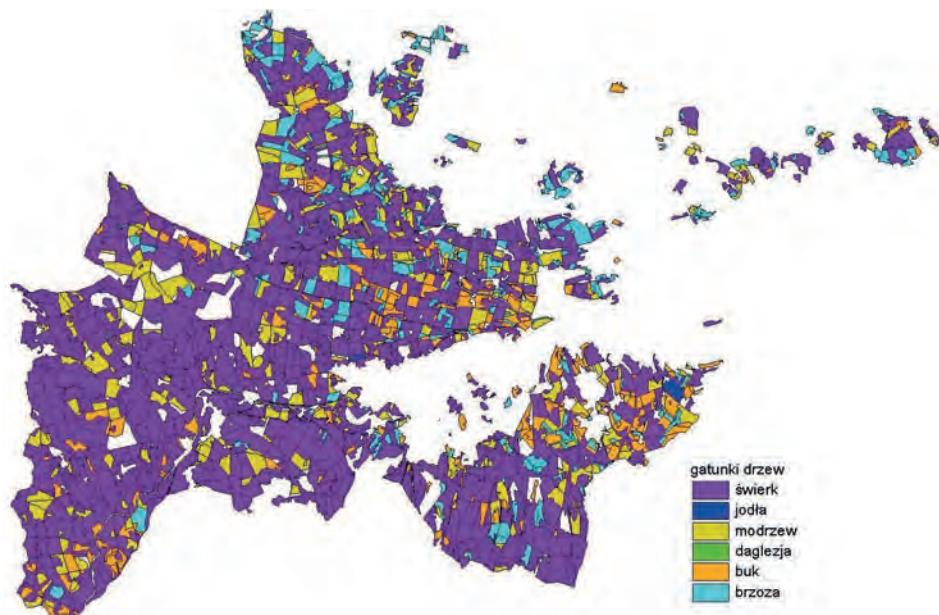 gatunki drzew
świerk
jodła
modrzew
daglezja
buk
brzoza